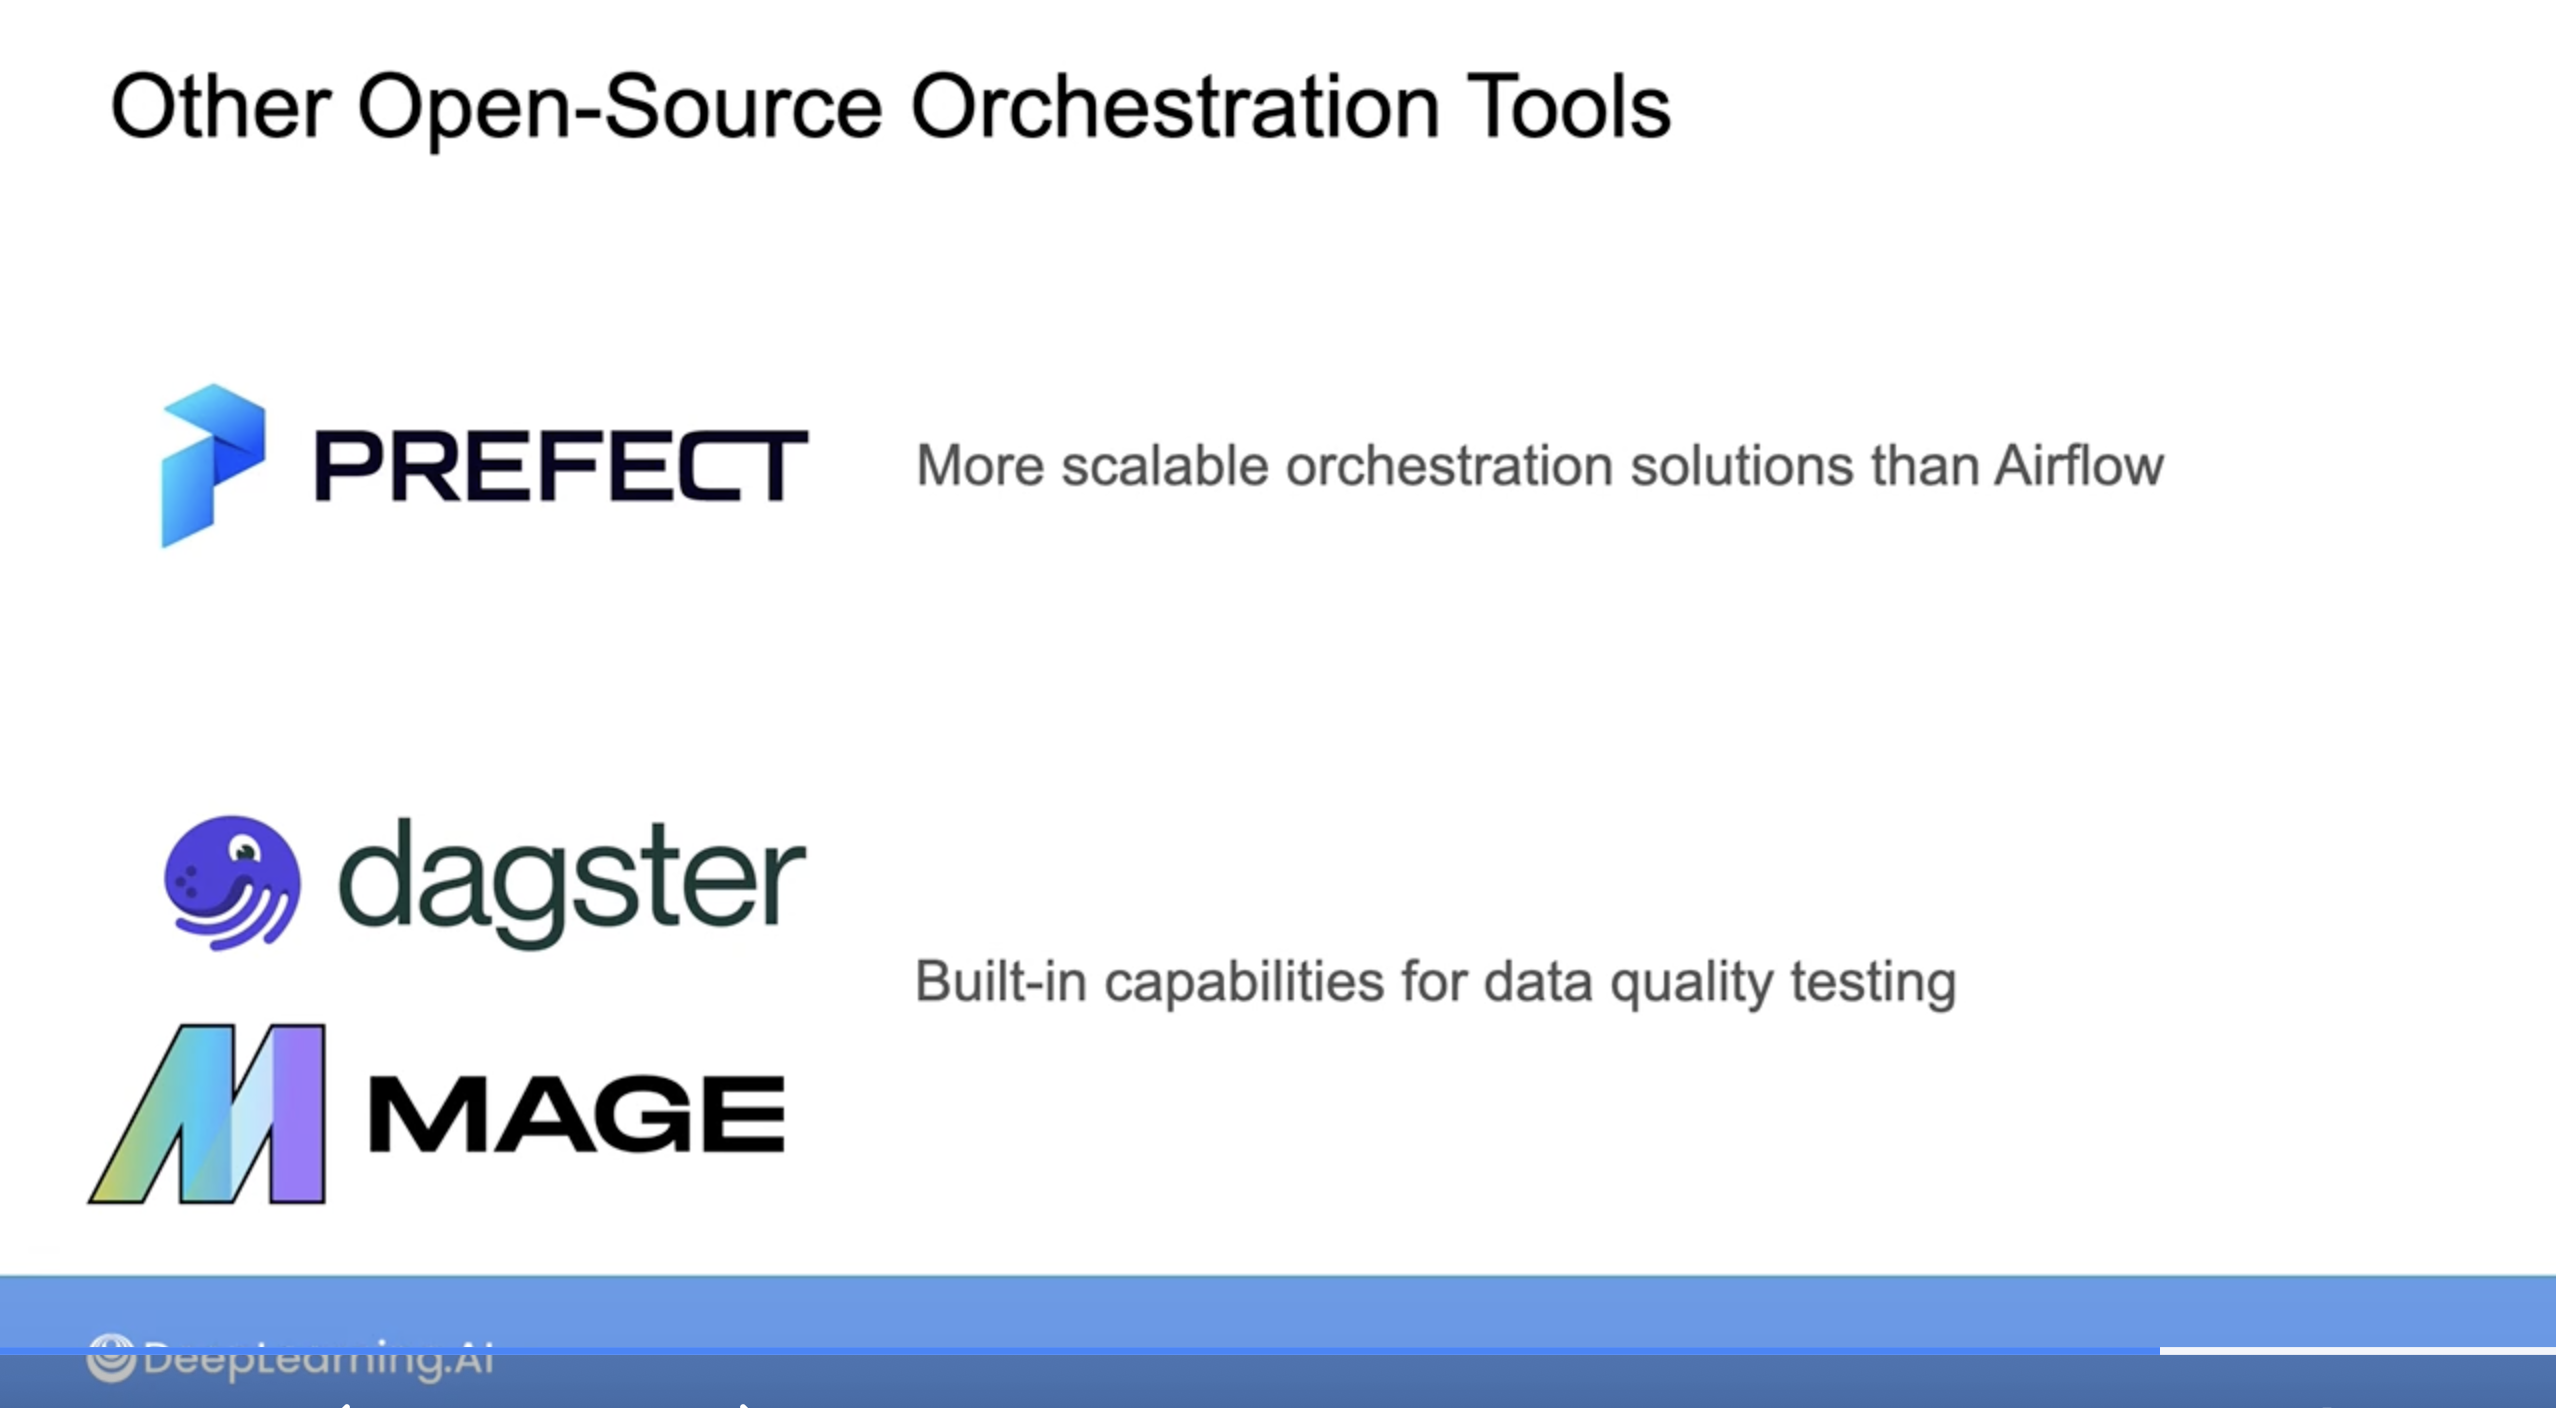 Other Open-Source Orchestration Tools
PREFECT
More scalable orchestration solutions than Airflow
dagster
Built-in capabilities for data quality testing
MAGE
DeepLearning.AI